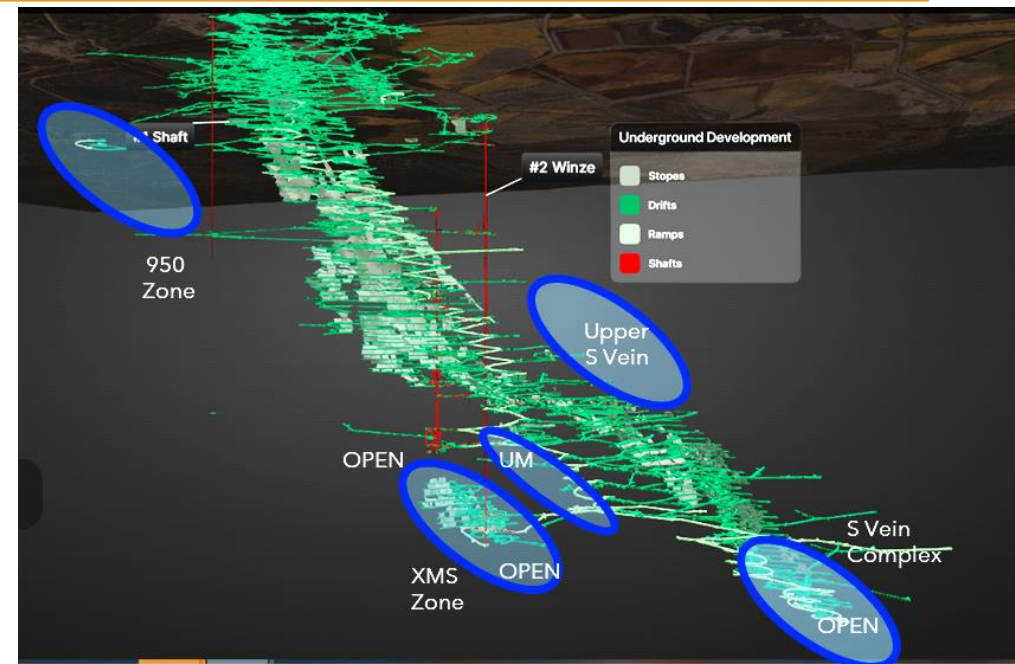 #1 Shaft
Underground Development
#2 Winze
Stopes
Drifts
Ramps
Shafts
950
Zone
Upper
S Vein
OPEN
UM
S Vein
Complex
XMS
Zone
OPEN
OPEN